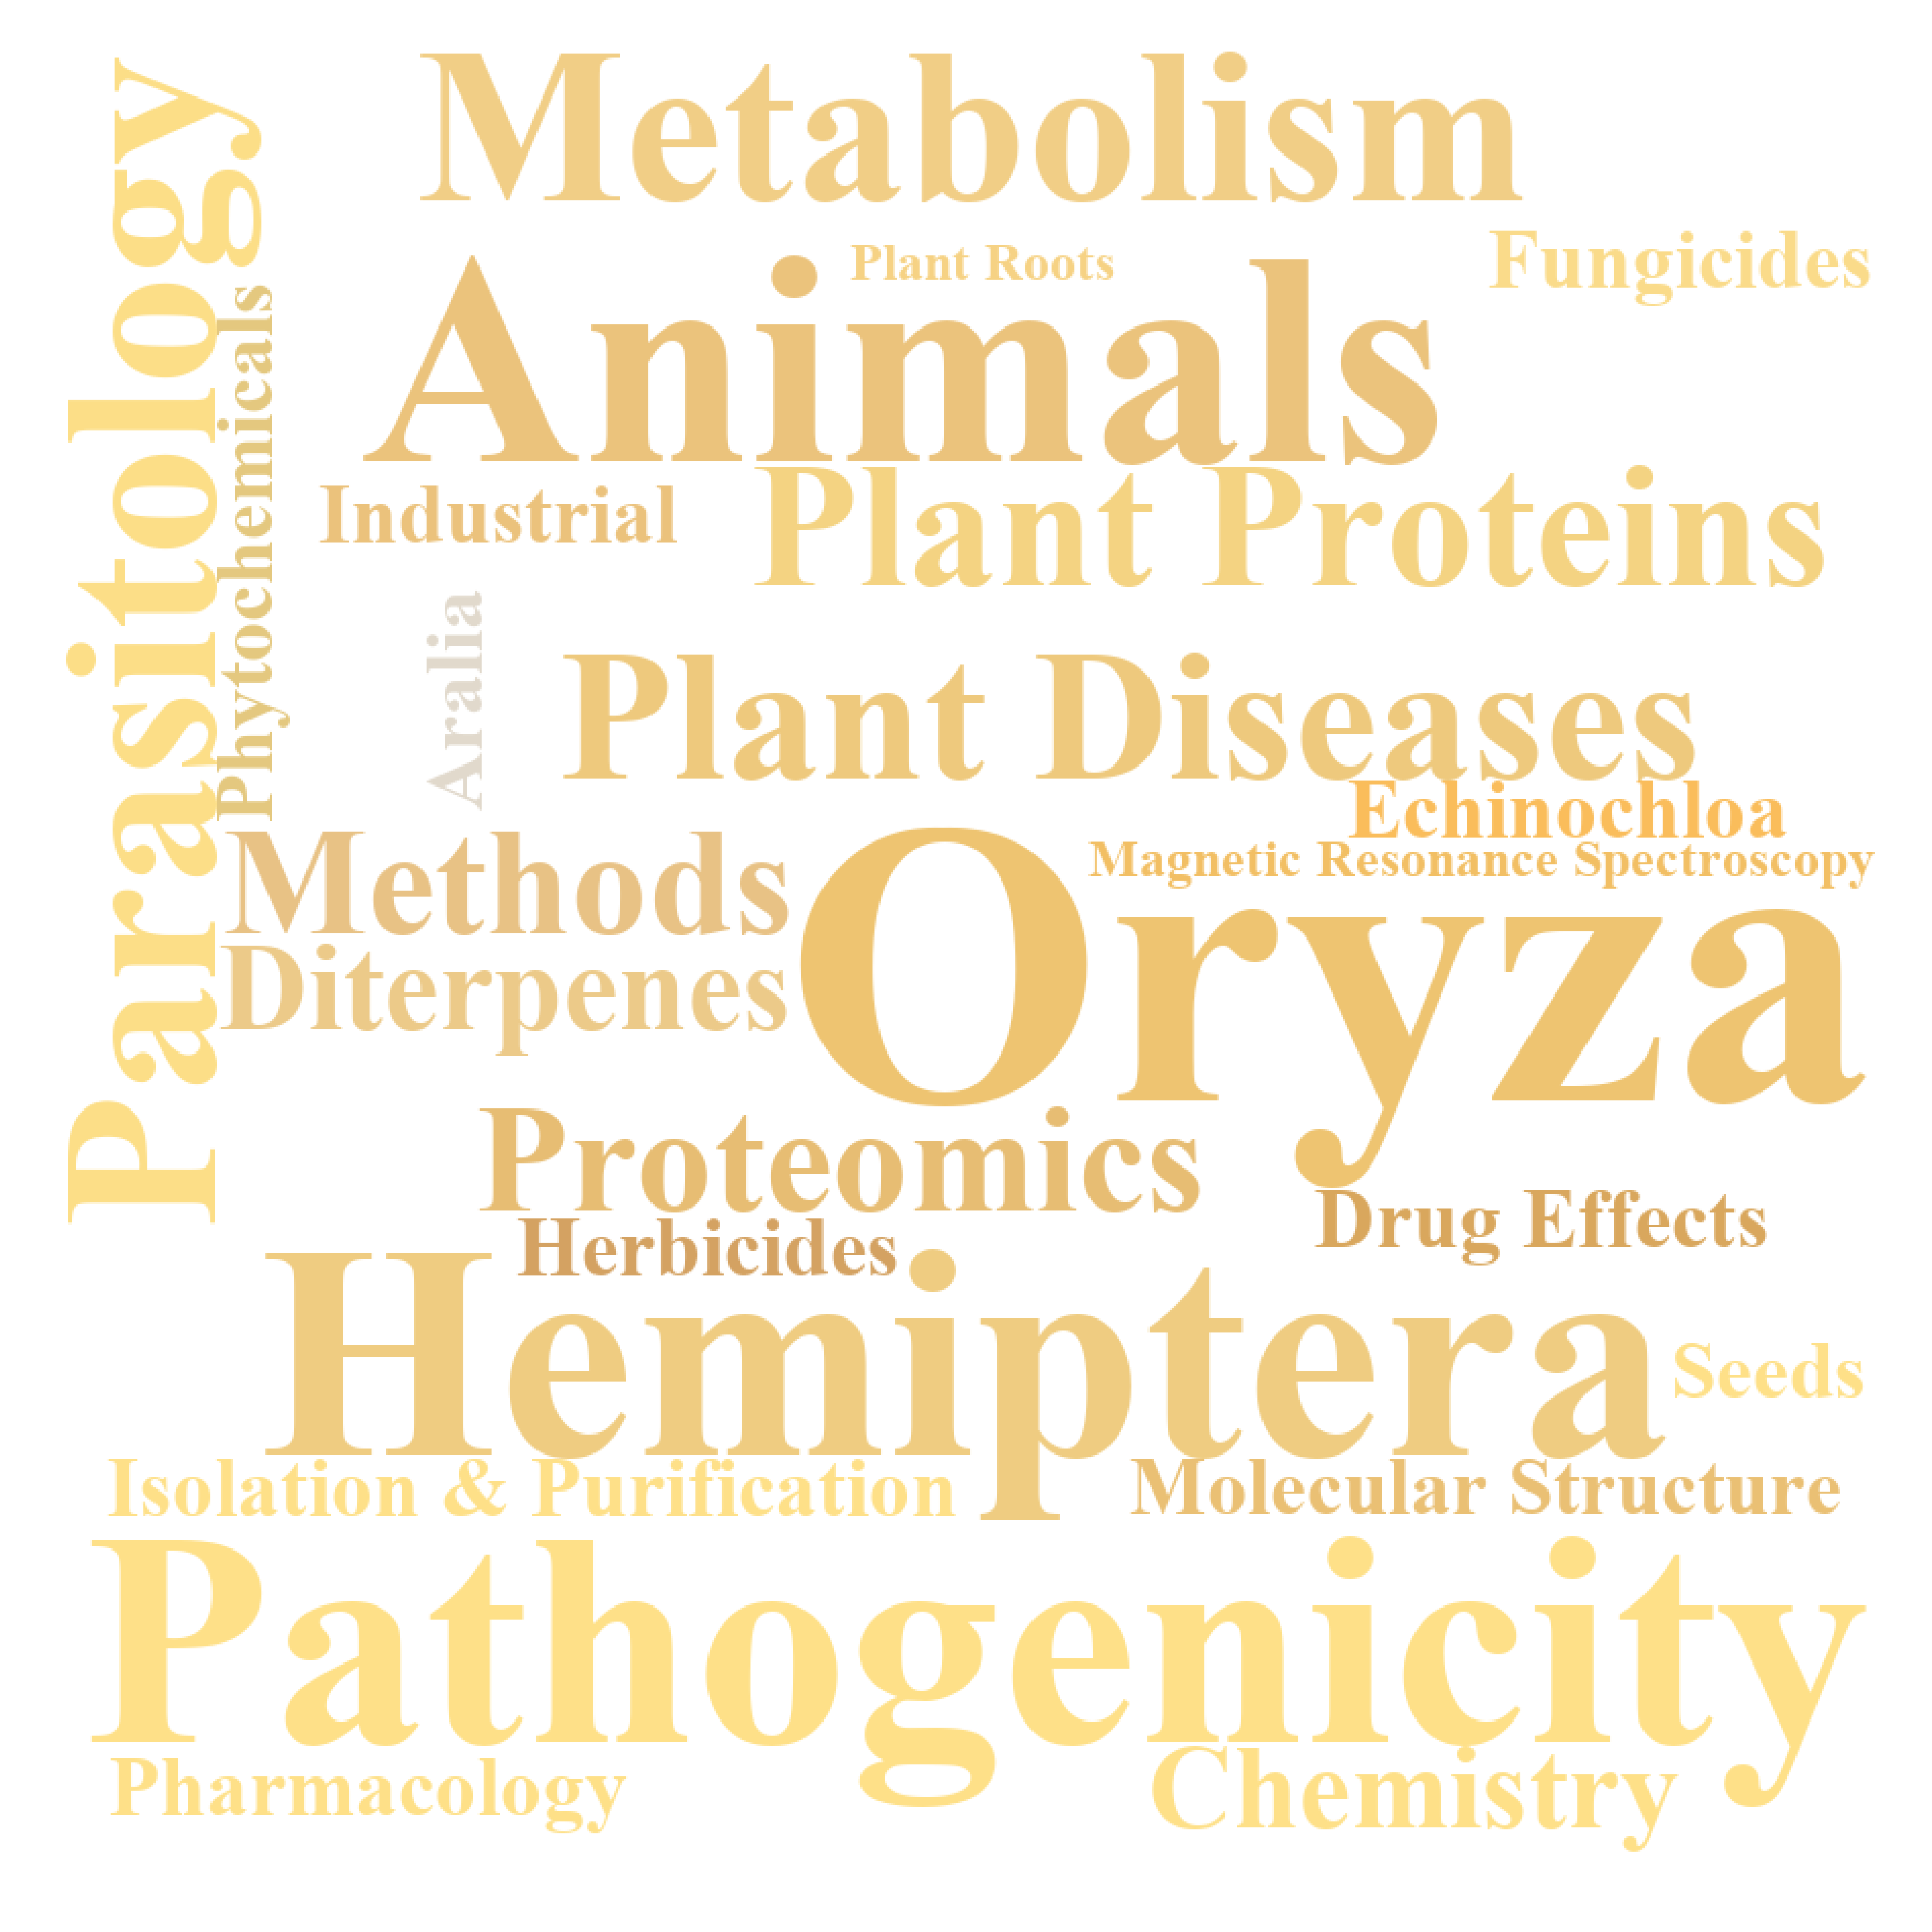 Metabolism
Parasitology
Plant Roots
Fungicides
Animals
Phytochemicals
Industrial
Plant Proteins
Aralia
Plant Diseases
Echinochloa
Magnetic Resonance Spectroscopy
Methods
Oryza
Diterpenes
Proteomics
Drug Effects
Herbicides
Hemiptera
Seeds
Isolation & Purification
Molecular Structure
Pathogenicity
Pharmacology
Chemistry